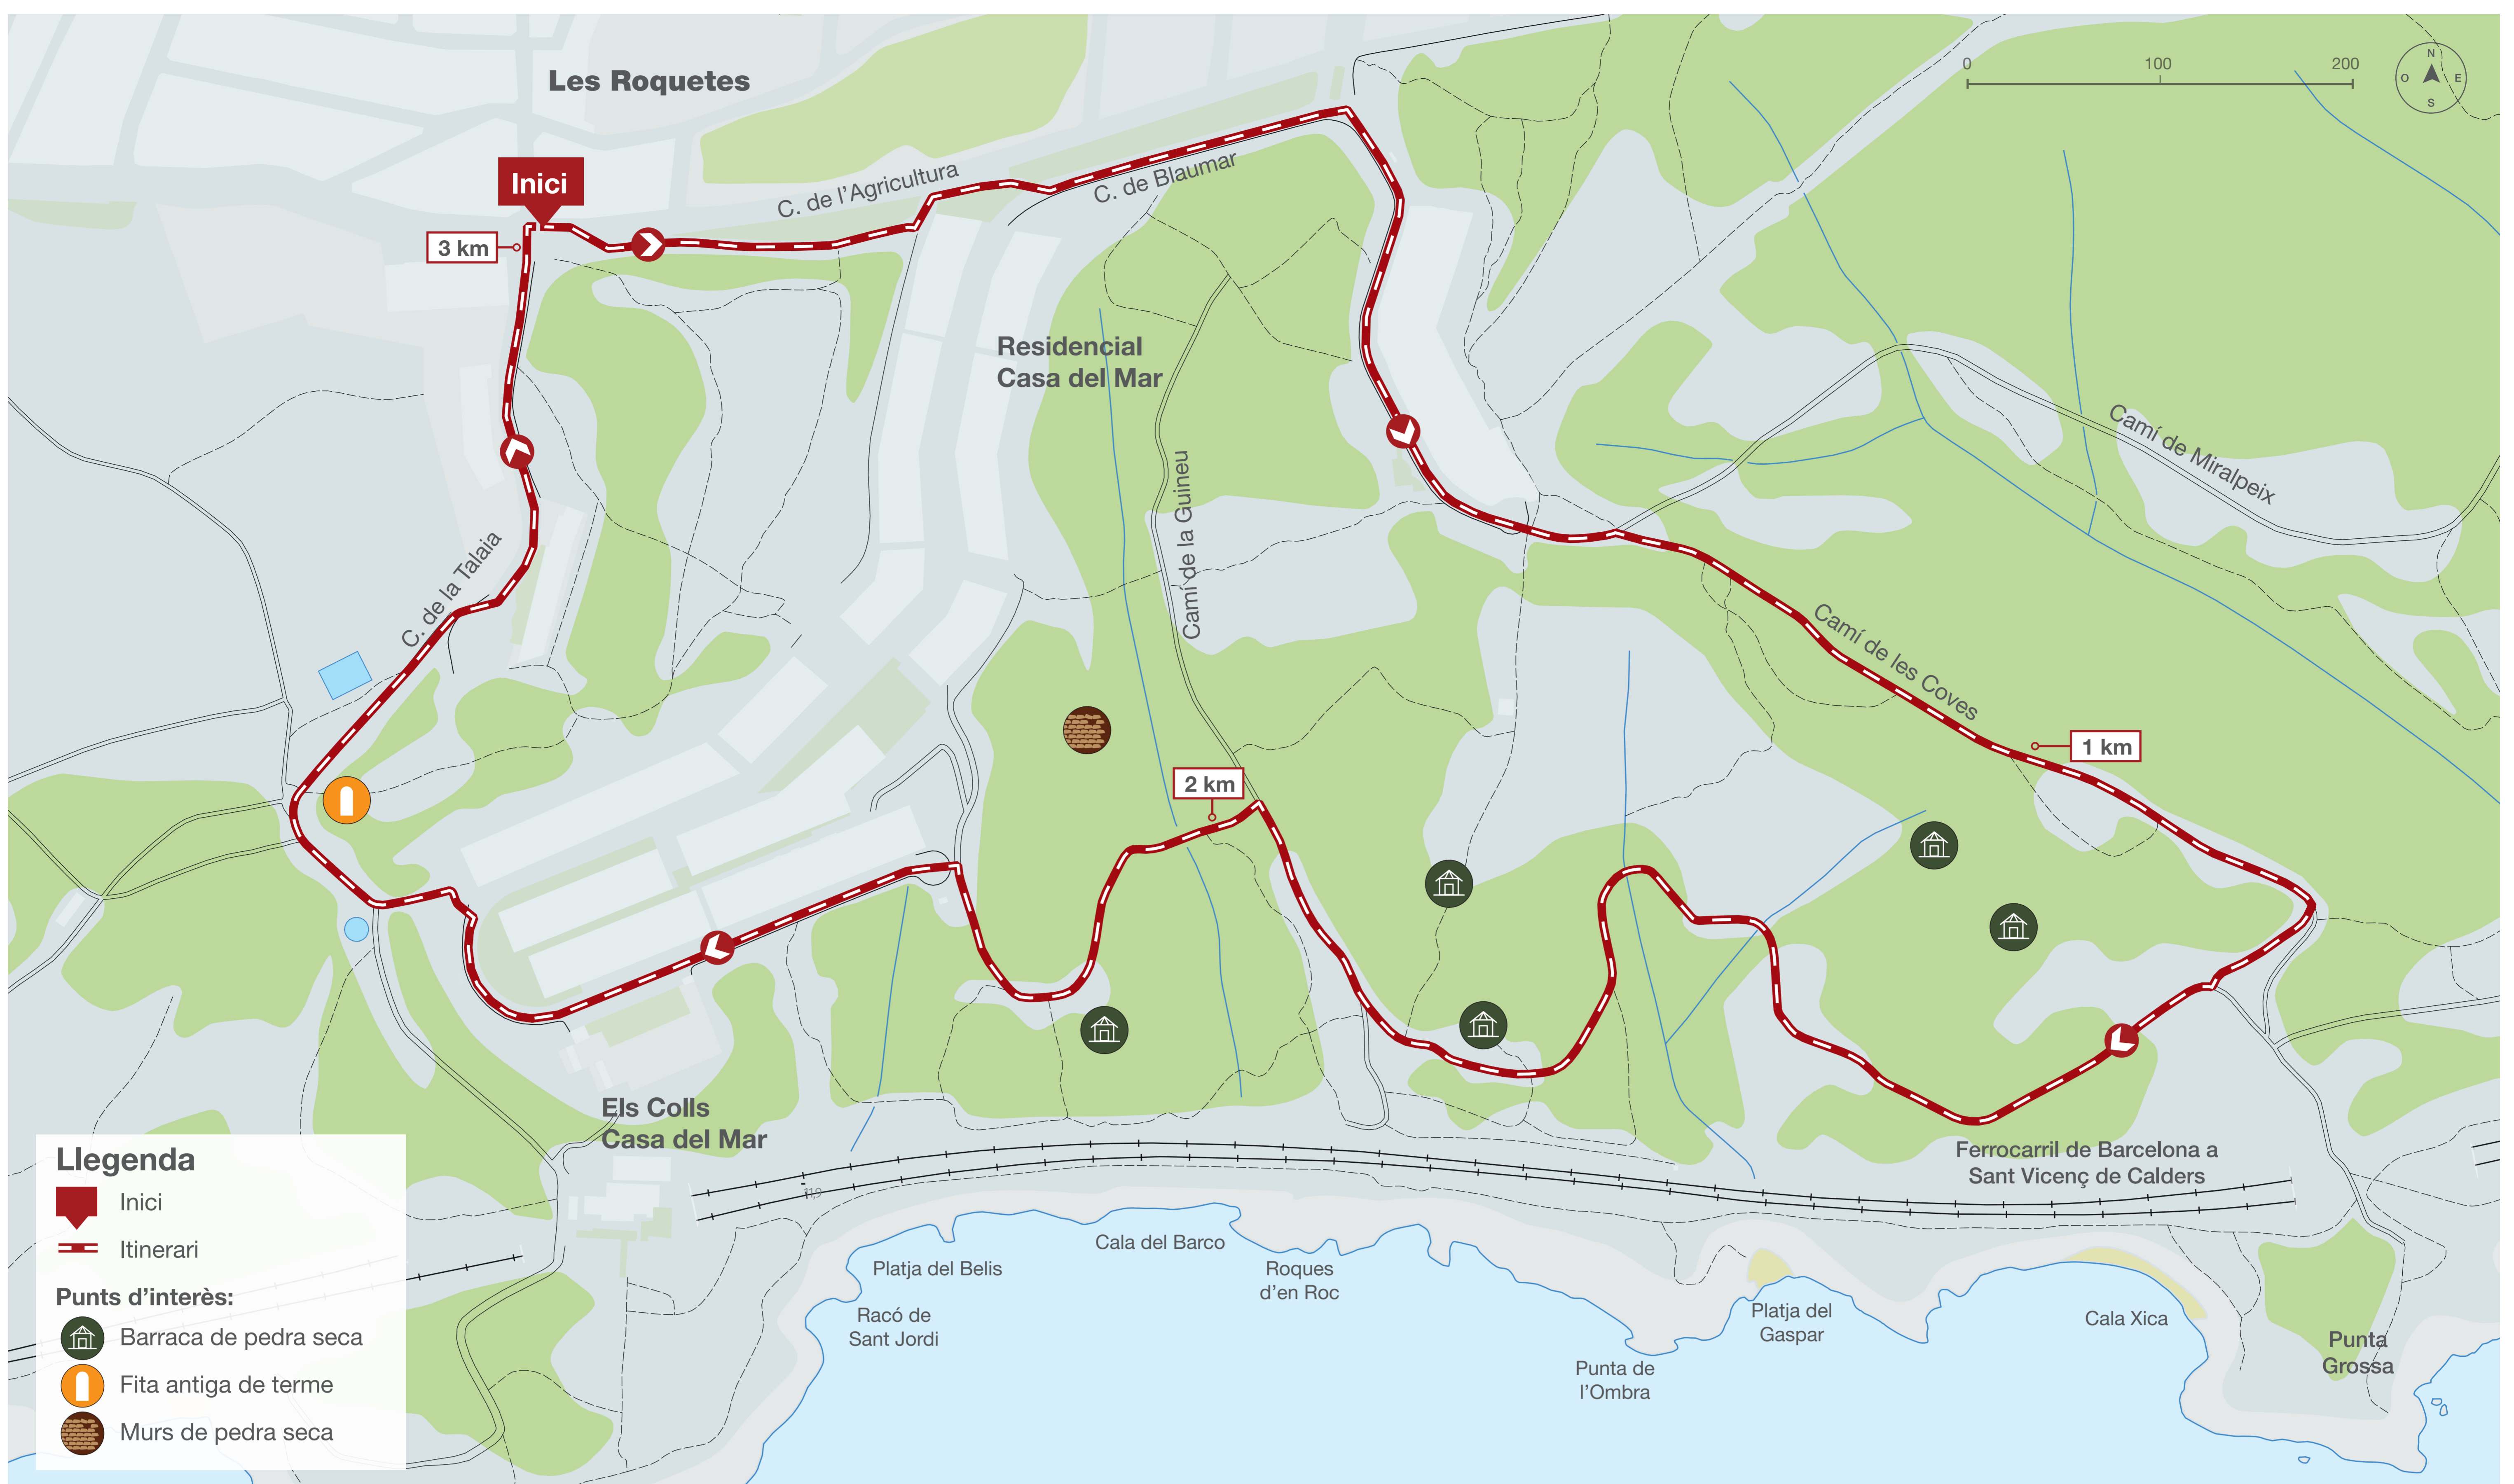 Les Roquetes
0
100
200
N
O
E
S
Inici
3 km
C. de l'Agricultura
C. de Blaumar
Residencial
Casa del Mar
Camí de Miralpeix
Camí de la Guineu
C. de la Talaia
Camí de les Coves
1 km
2 km
Els Colls
Casa del Mar
Ferrocarril de Barcelona a
Sant Vicenç de Calders
11,9
Platja del Belis
Cala del Barco
Roques
d'en Roc
Racó de
Sant Jordi
Punta de
l'Ombra
Platja del
Gaspar
Cala Xica
Punta
Grossa
Llegenda
Inici
Itinerari
Punts d'interès:
Barraca de pedra seca
Fita antiga de terme
Murs de pedra seca